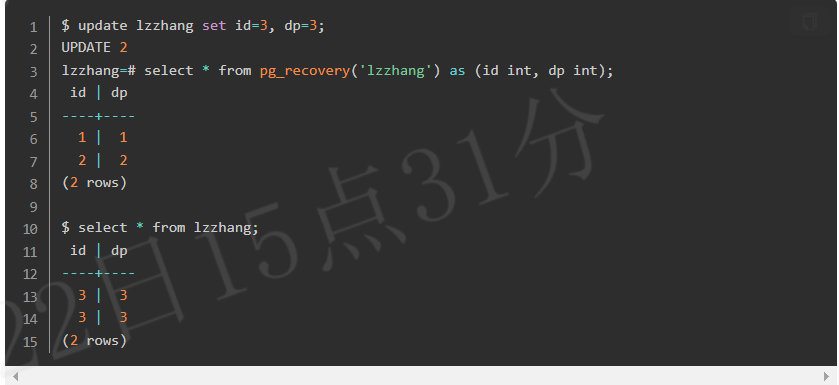 1 $ update lzzhang set id=3, dp=3;
2 UPDATE 2
3 lzzhang=# select * from pg_recovery('lzzhang') as (id int, dp int);
4  id | dp
5 ----+----
6   1 |  1
7   2 |  2
8 (2 rows)
9
10 $ select * from lzzhang;
11  id | dp
12 ----+----
13   3 |  3
14   3 |  3
15 (2 rows)
22日15点31分